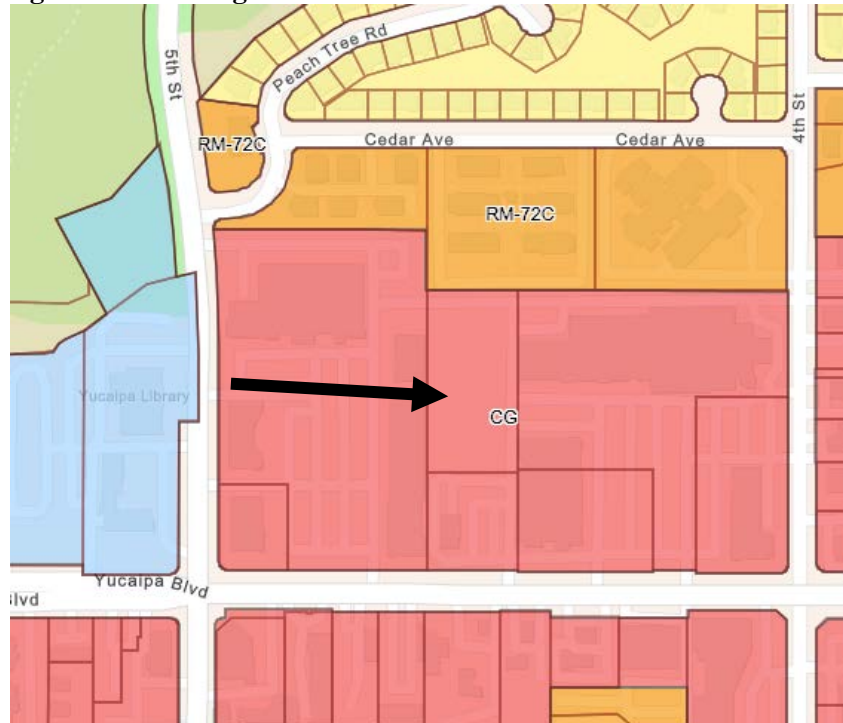 5th St
Peach Tree Rd
4th St
RM-72C
Cedar Ave
Cedar Ave
RM-72C
Yucaipa Library
CG
Yucaipa Blvd
Blvd